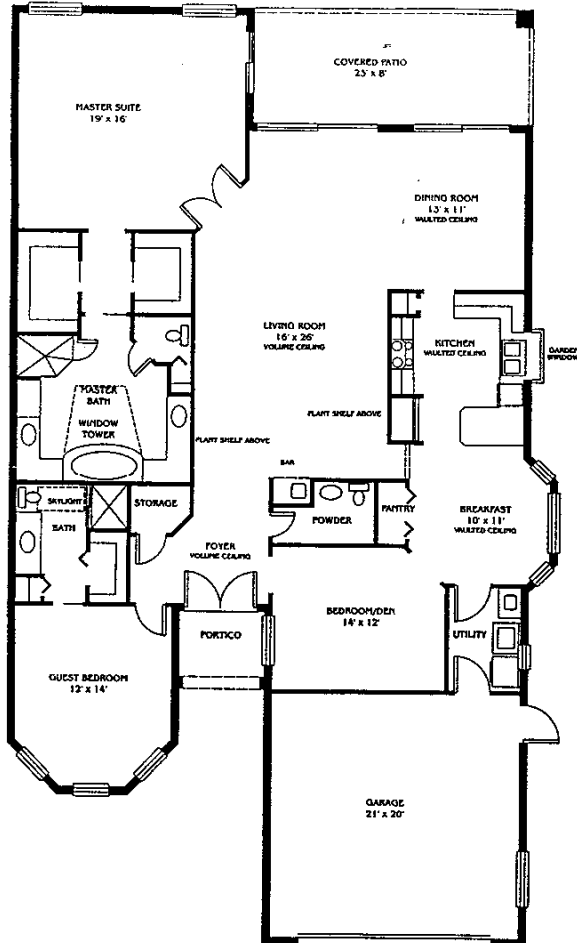 COVERED PATIO
23' x 8'
MASTER SUITE
19' x 16'
DINING ROOM
13' x 11'
VAULTED CEILING
LIVING ROOM
16' x 26'
VOLUME CEILING
KITCHEN
VAULTED CEILING
GARDEN
WINDOW
MASTER
BATH
WINDOW
TOWER
PLANT SHELF ABOVE
PLANT SHELF ABOVE
BAR
SKYLIGHT
BATH
STORAGE
POWDER
PANTRY
BREAKFAST
10' x 11'
VAULTED CEILING
FOYER
VOLUME CEILING
PORTICO
BEDROOM/DEN
14' x 12'
UTILITY
GUEST BEDROOM
12' x 14'
GARAGE
21' x 20'